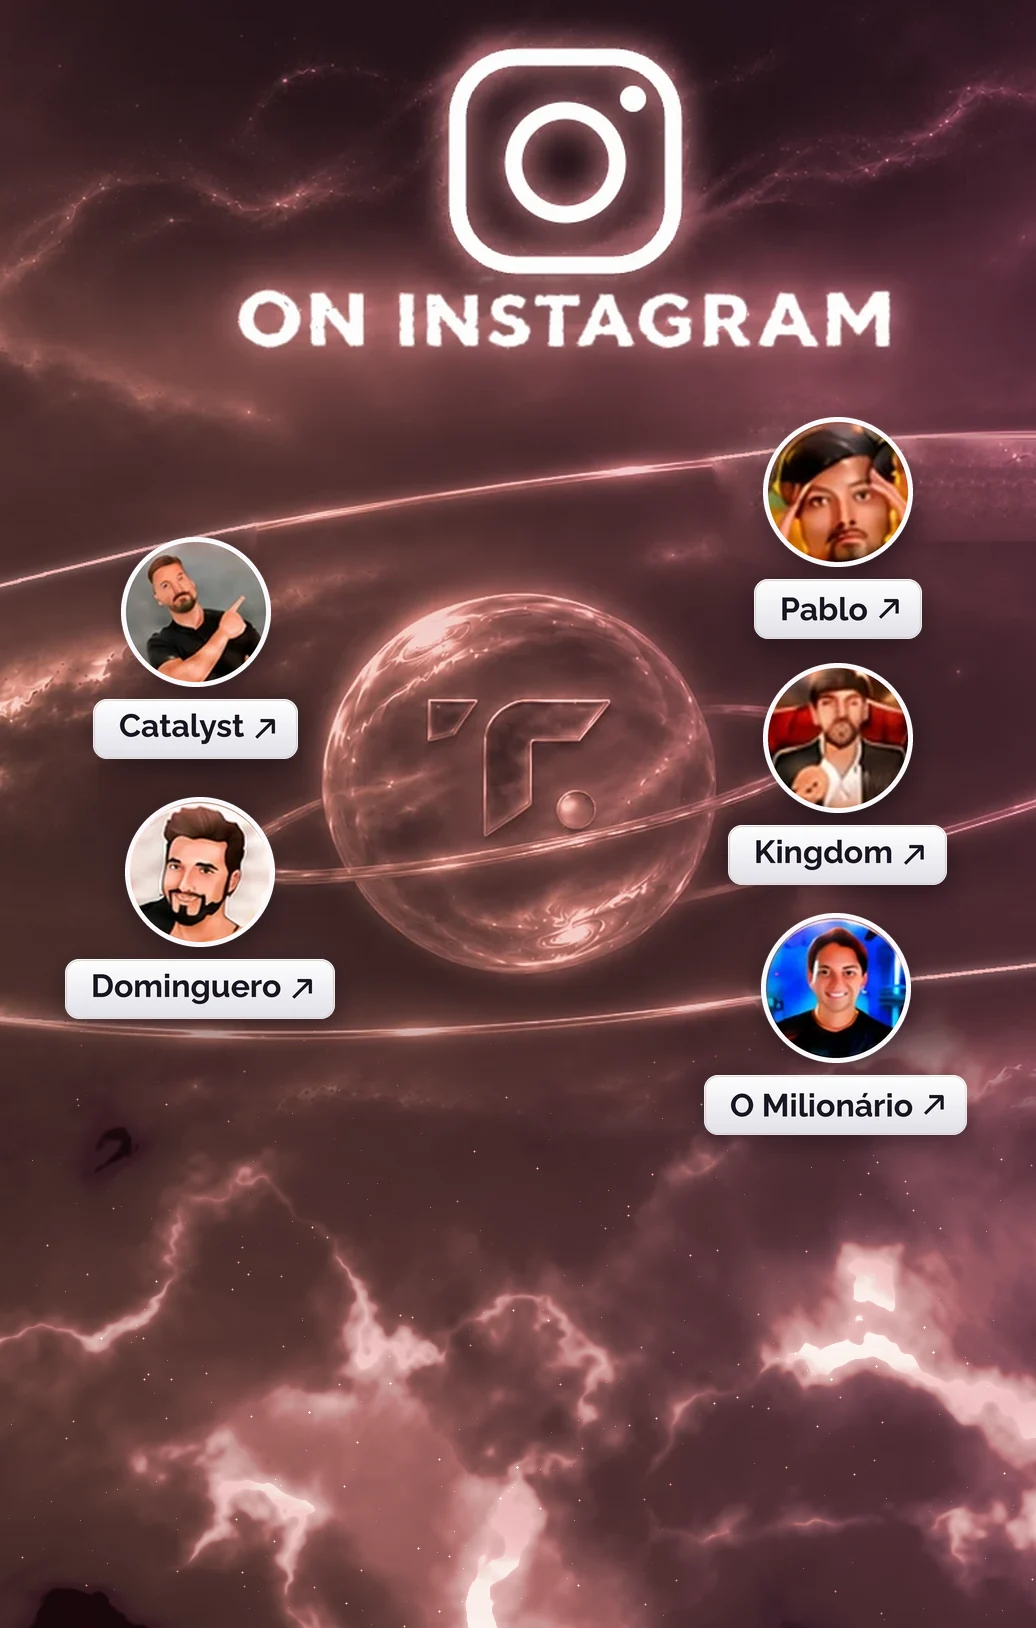 ON INSTAGRAM
Pablo
Catalyst
Kingdom
Dominguero
O Milionário